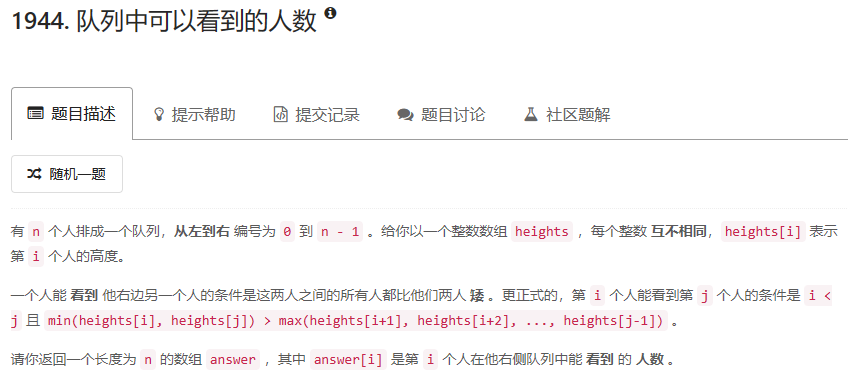 1944. 队列中可以看到的人数
题目描述 提示帮助 提交记录 题目讨论 社区题解
随机一题
有 n 个人排成一个队列，从左到右 编号为 0 到 n - 1 。给你以一个整数数组 heights ，每个整数 互不相同，heights[i] 表示
第 i 个人的高度。
一个人能 看到 他右边另一个人的条件是这两人之间的所有人都比他们两人 矮 。更正式的，第 i 个人能看到第 j 个人的条件是 i <
j 且 min(heights[i], heights[j]) > max(heights[i+1], heights[i+2], ..., heights[j-1]) 。
请你返回一个长度为 n 的数组 answer ，其中 answer[i] 是第 i 个人在他右侧队列中能 看到 的 人数 。